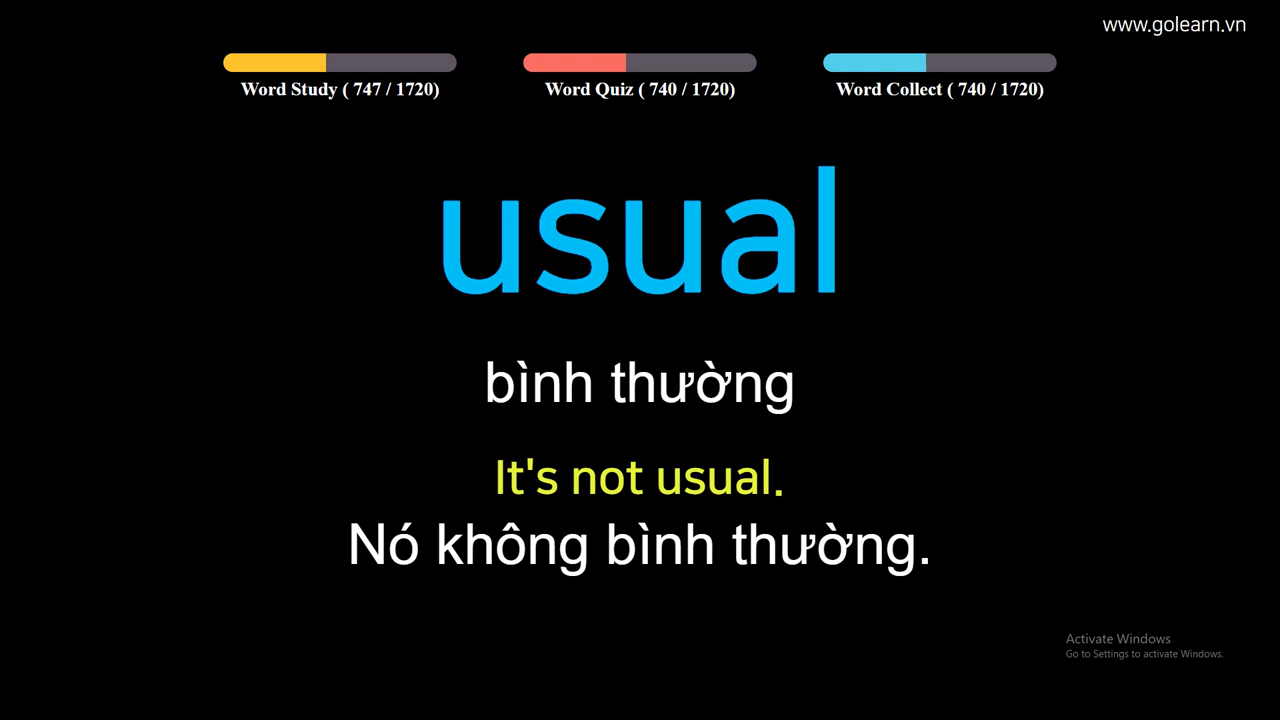 www.golearn.vn
Word Study ( 747 / 1720)
Word Quiz ( 740 / 1720)
Word Collect ( 740 / 1720)
usual
bình thường
It's not usual.
Nó không bình thường.
Activate Windows
Go to Settings to activate Windows.